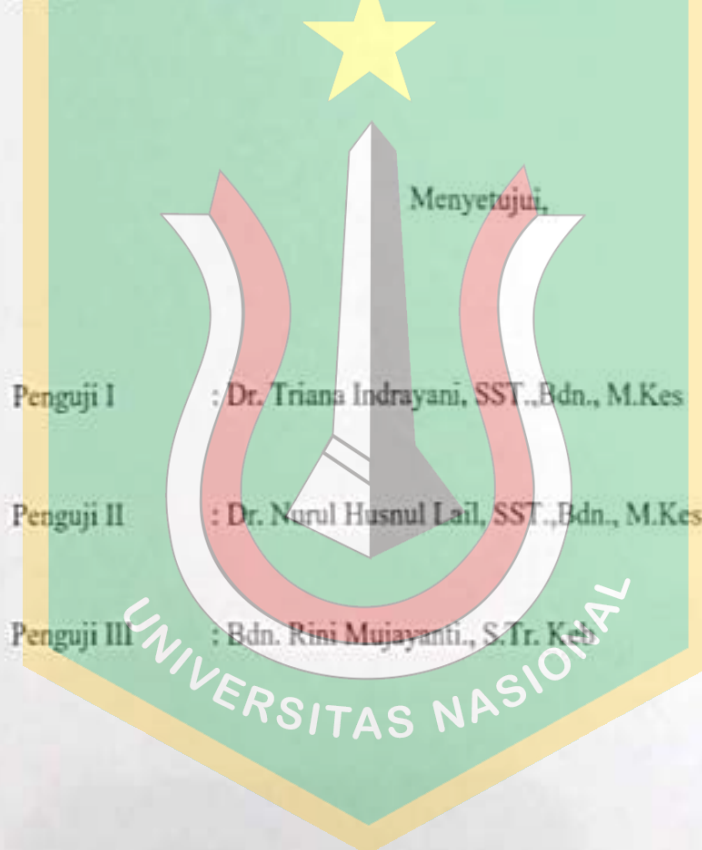 Menyetujui,
Penguji I : Dr. Triana Indrayani, SST.,Bdn., M.Kes
Penguji II : Dr. Nurul Husnul Lail, SST.,Bdn., M.Kes
Penguji III : Bdn. Rini Mujayanti., S.Tr. Keb
UNIVERSITAS NASIONAL